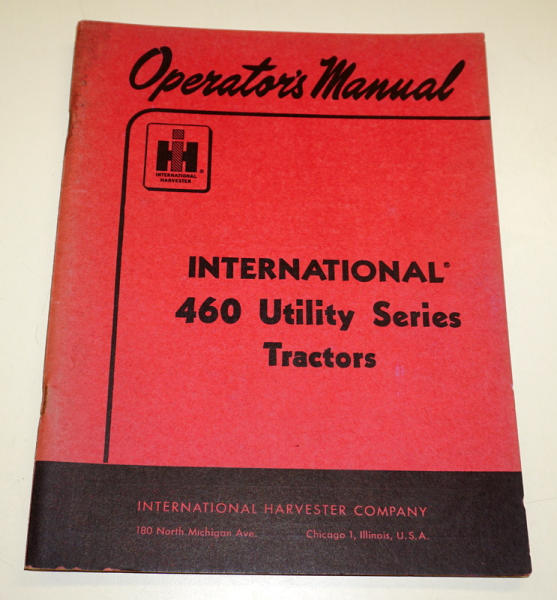 Operator's Manual
IH ®
INTERNATIONAL
HARVESTER
INTERNATIONAL®
460 Utility Series
Tractors
INTERNATIONAL HARVESTER COMPANY
180 North Michigan Ave. Chicago 1, Illinois, U.S.A.